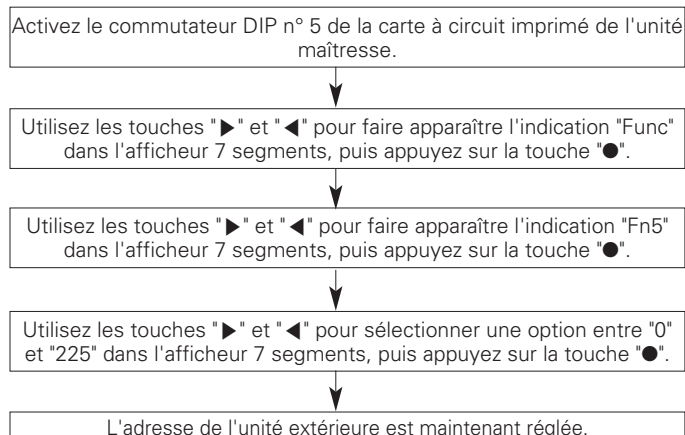 Activez le commutateur DIP n° 5 de la carte à circuit imprimé de l'unité
maîtresse.
Utilisez les touches "▶" et "◀" pour faire apparaître l'indication "Func"
dans l'afficheur 7 segments, puis appuyez sur la touche "●".
Utilisez les touches "▶" et "◀" pour faire apparaître l'indication "Fn5"
dans l'afficheur 7 segments, puis appuyez sur la touche "●".
Utilisez les touches "▶" et "◀" pour sélectionner une option entre "0"
et "225" dans l'afficheur 7 segments, puis appuyez sur la touche "●".
L'adresse de l'unité extérieure est maintenant réglée.